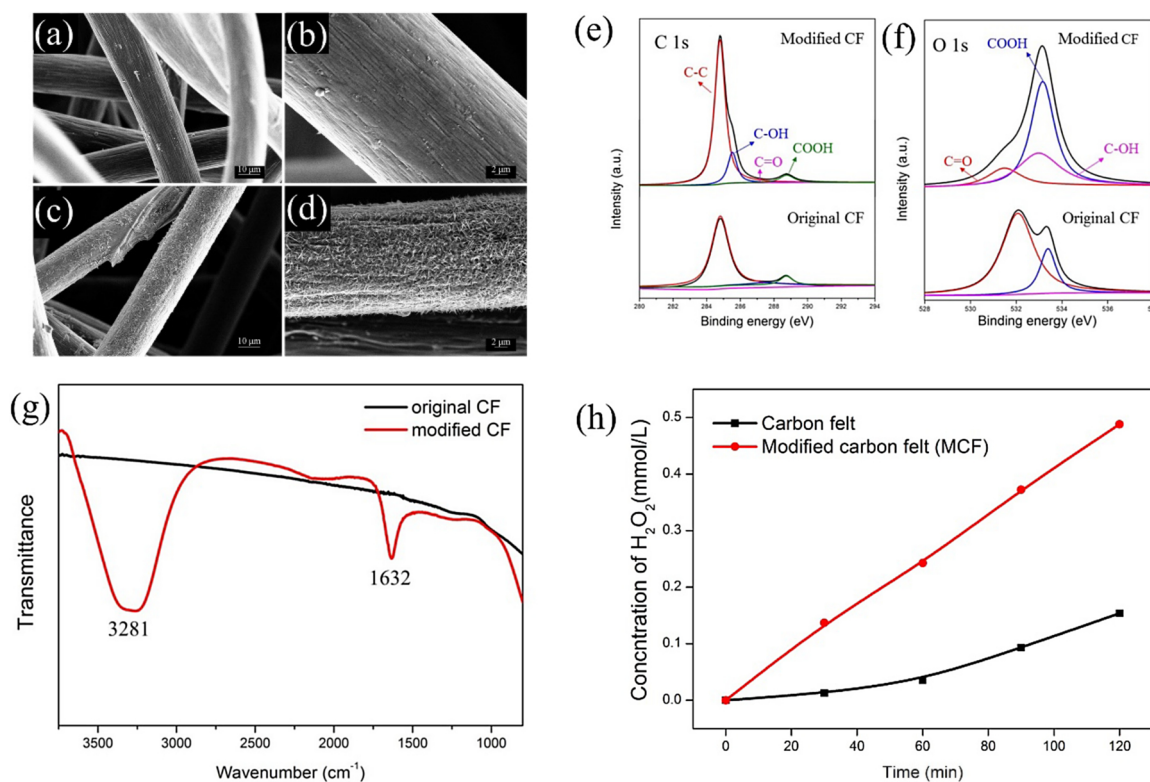 (a)
10 μm
(b)
2 μm
(c)
10 μm
(d)
2 μm
(e)
C 1s
Modified CF
C-C
C-OH
C=O
COOH
Original CF
Intensity (a.u.)
280 282 284 286 288 290 292 294
Binding energy (eV)
(f)
O 1s
Modified CF
COOH
C=O
C-OH
Original CF
Intensity (a.u.)
528 530 532 534 536
Binding energy (eV)
(g)
original CF
modified CF
3281
1632
Transmittance
3500 3000 2500 2000 1500 1000
Wavenumber (cm⁻¹)
(h)
Carbon felt
Modified carbon felt (MCF)
Concntration of H₂O₂(mmol/L)
0.5
0.4
0.3
0.2
0.1
0.0
0 20 40 60 80 100 120
Time (min)